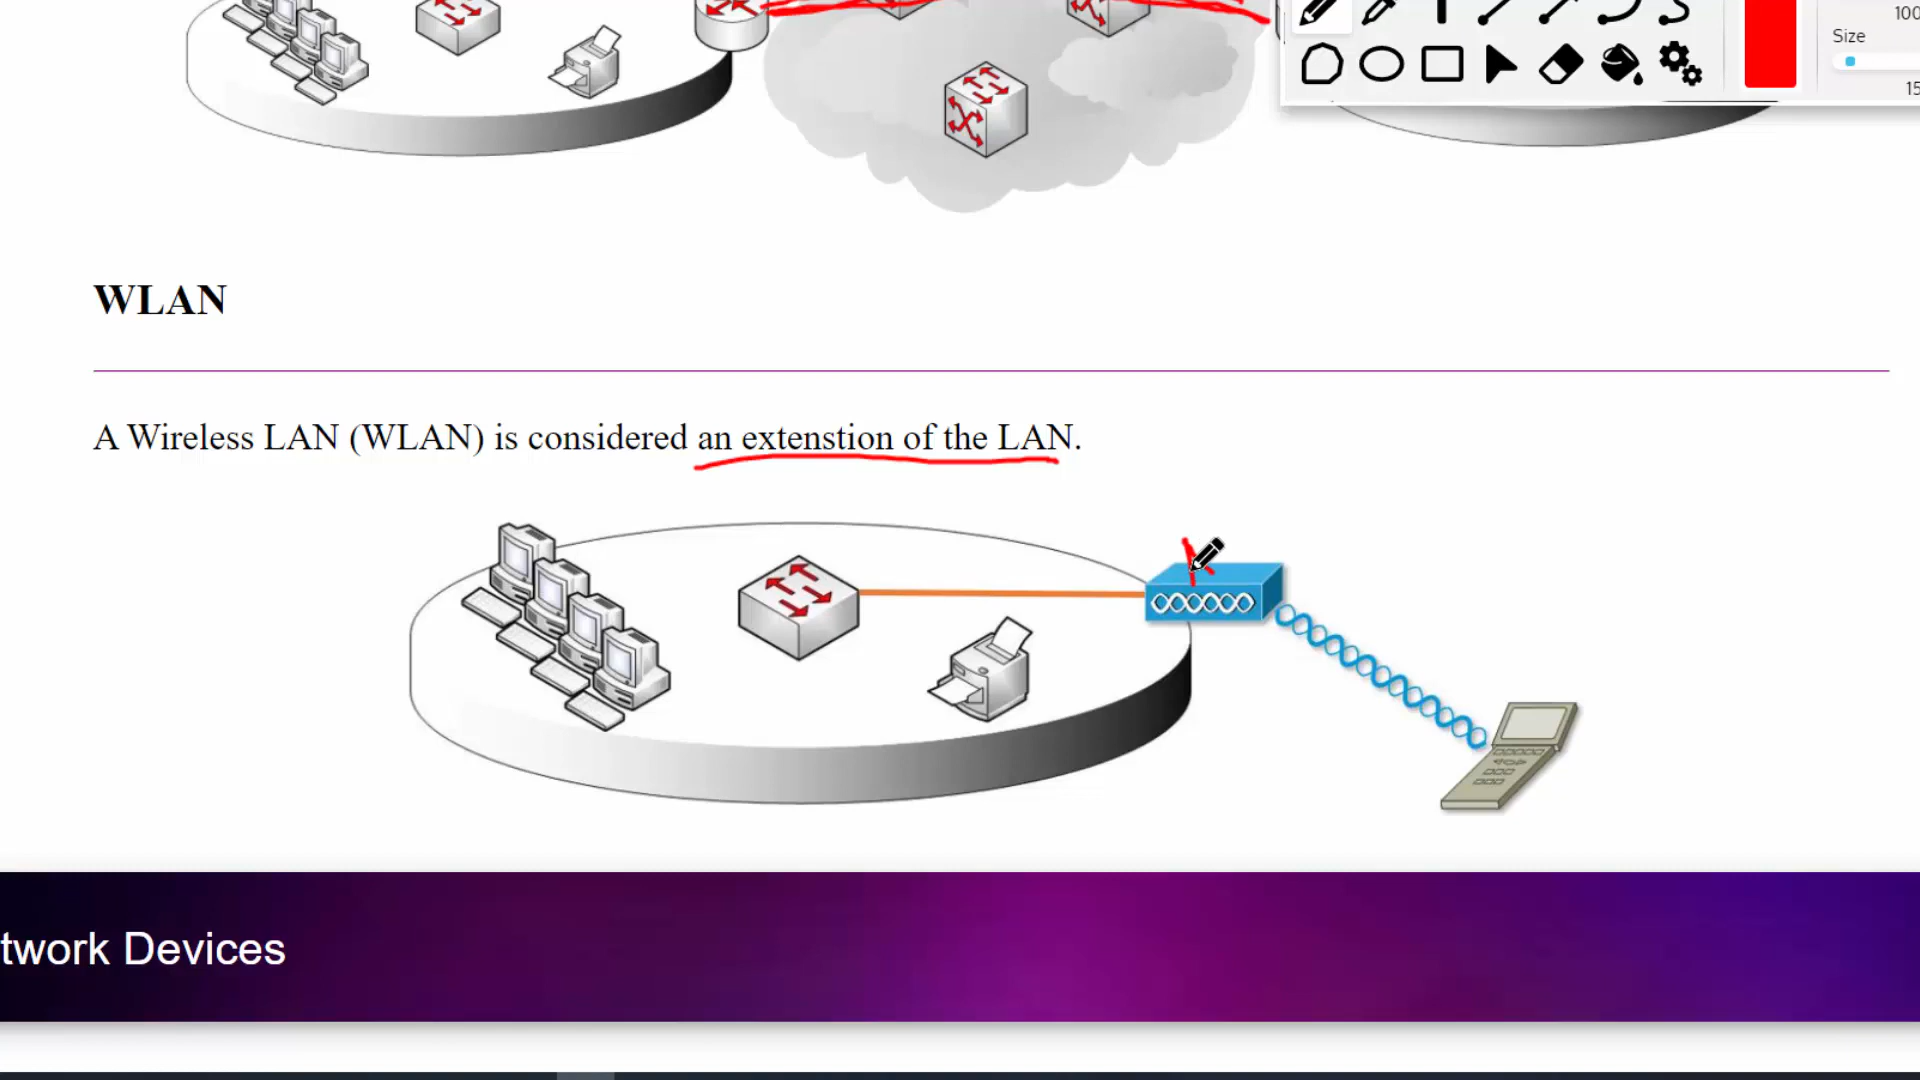 100
Size
15
WLAN
A Wireless LAN (WLAN) is considered an extenstion of the LAN.
twork Devices